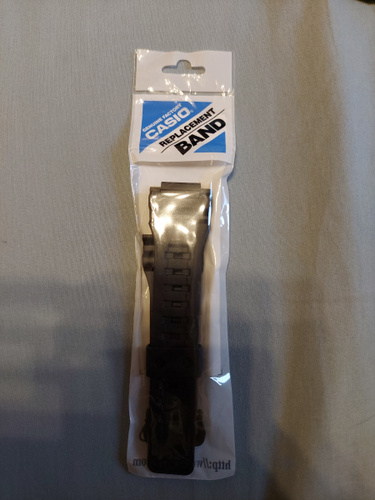 GENUINE FACTORY
CASIO®
REPLACEMENT
BAND